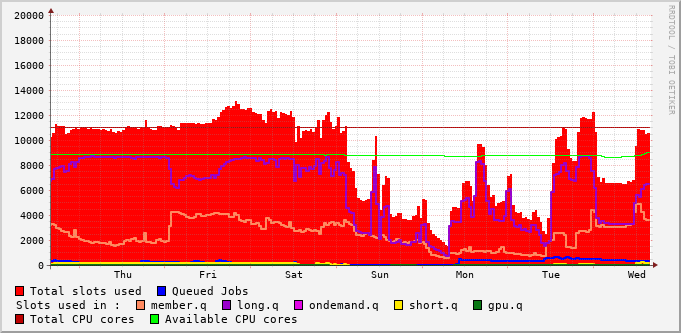 20000
18000
16000
14000
12000
10000
8000
6000
4000
2000
0
Thu Fri Sat Sun Mon Tue Wed
RRDTOOL / TOBI OETIKER
Total slots used Queued Jobs
Slots used in : member.q long.q ondemand.q short.q gpu.q
Total CPU cores Available CPU cores